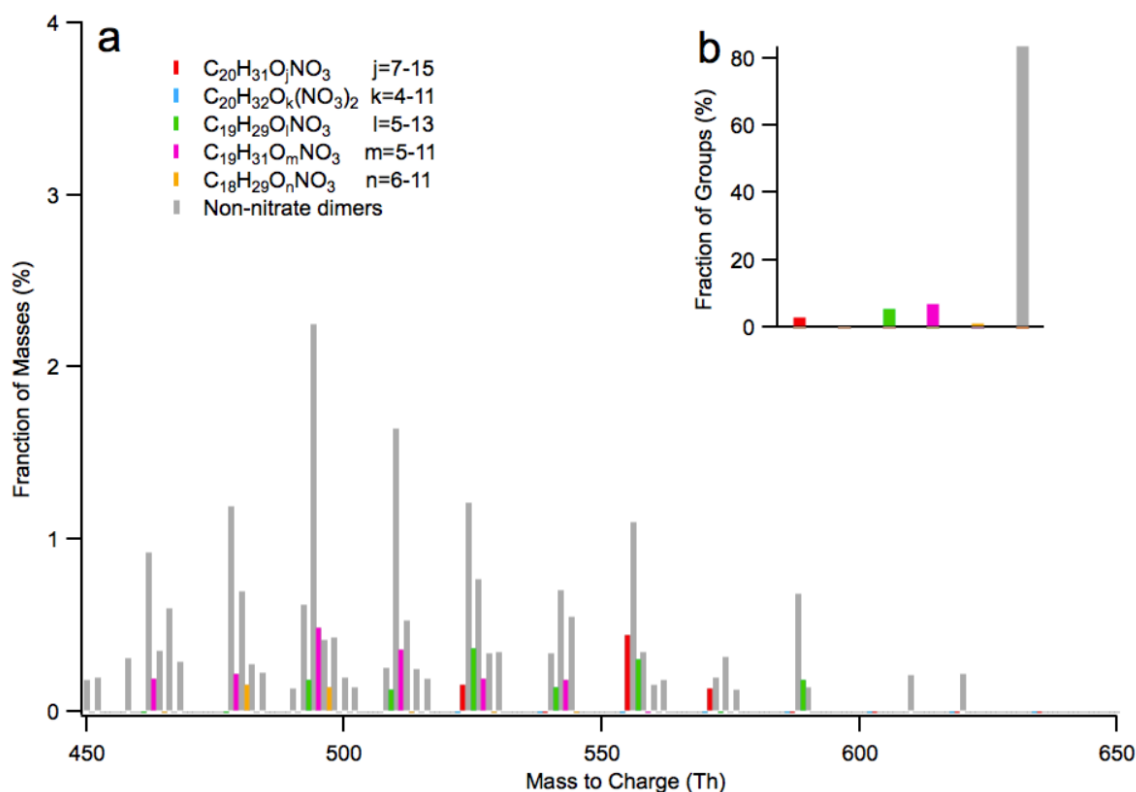 a
C₂₀H₃₁OⱼNO₃ j=7-15
C₂₀H₃₂Oₖ(NO₃)₂ k=4-11
C₁₉H₂₉OₗNO₃ l=5-13
C₁₉H₃₁OₘNO₃ m=5-11
C₁₈H₂₉OₙNO₃ n=6-11
Non-nitrate dimers
b
80
60
40
20
0
Fraction of Groups (%)
4
3
2
1
0
Franction of Masses (%)
450 500 550 600 650
Mass to Charge (Th)